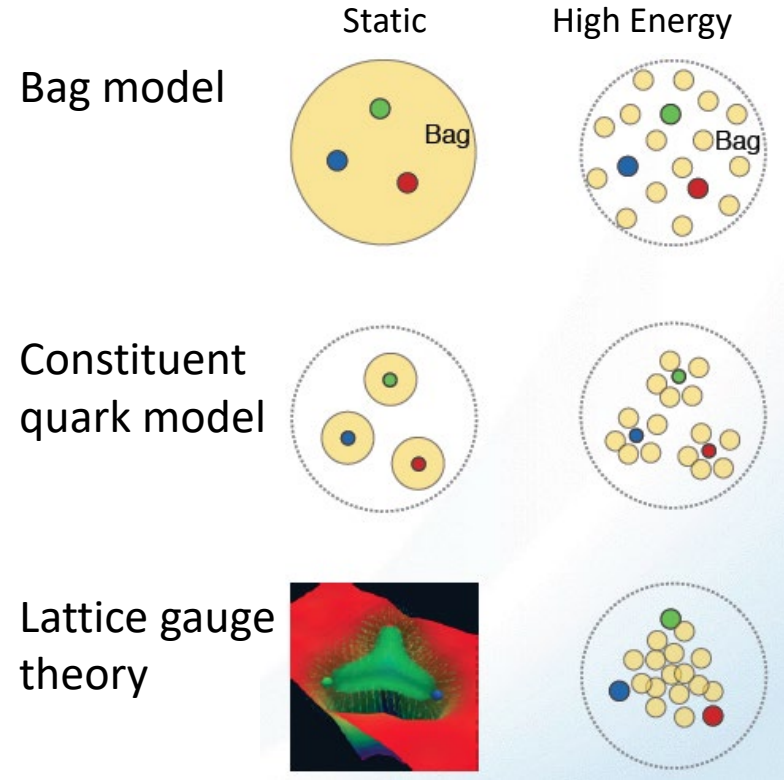 Static
High Energy
Bag model
Bag
Bag
Constituent
quark model
Lattice gauge
theory